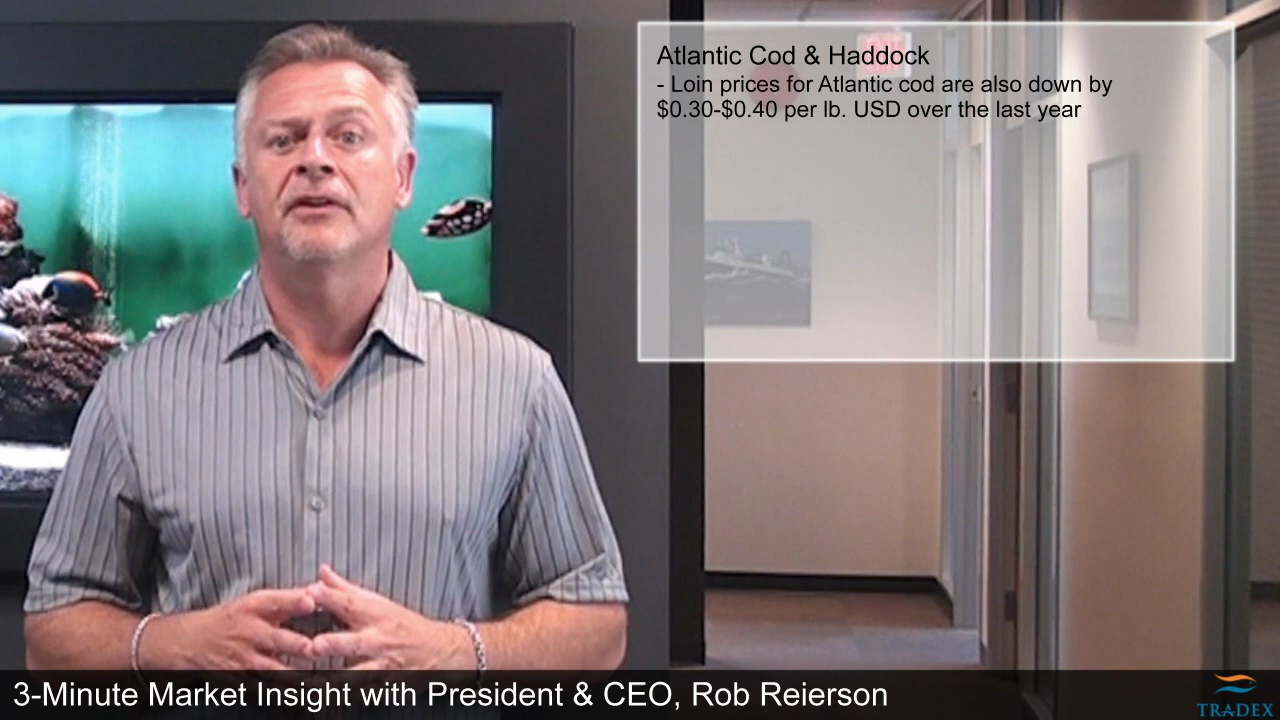 Atlantic Cod & Haddock
- Loin prices for Atlantic cod are also down by
$0.30-$0.40 per lb. USD over the last year
EXIT
3-Minute Market Insight with President & CEO, Rob Reierson
TRADEX